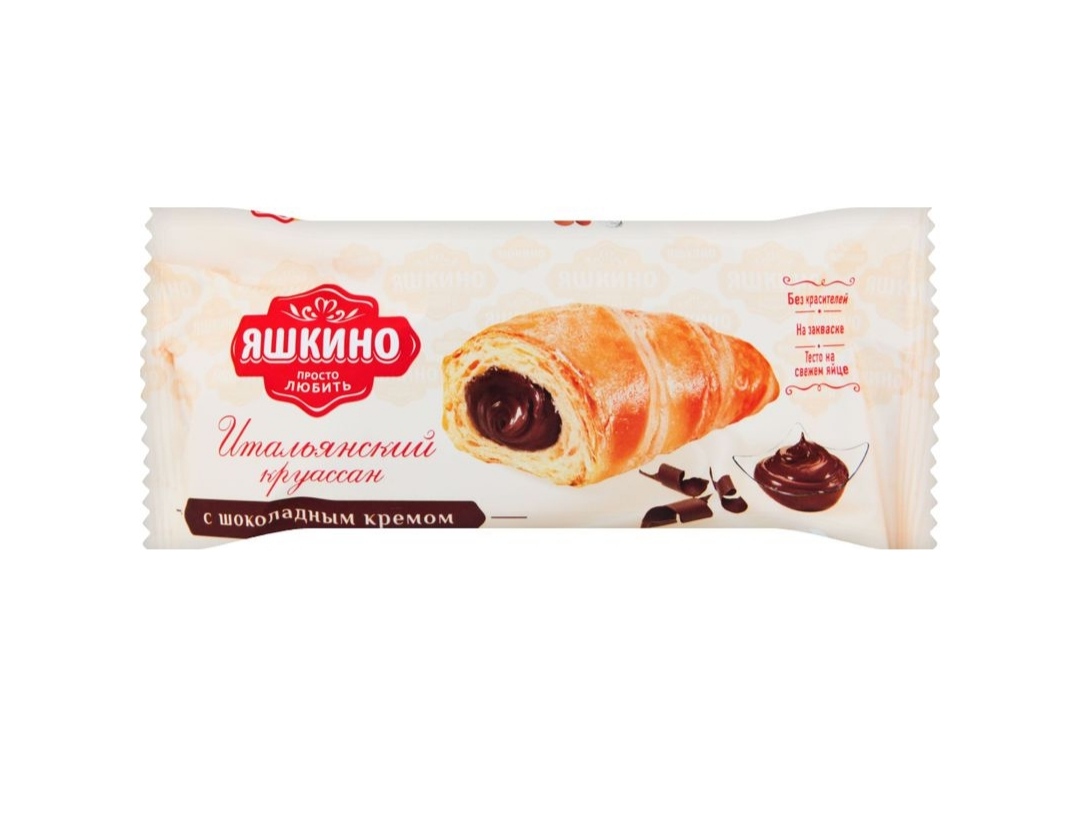 ЯШКИНО
ПРОСТО
ЛЮБИТЬ
Итальянский
круассан
с шоколадным кремом
Без красителей
На закваске
Тесто на
свежем яйце